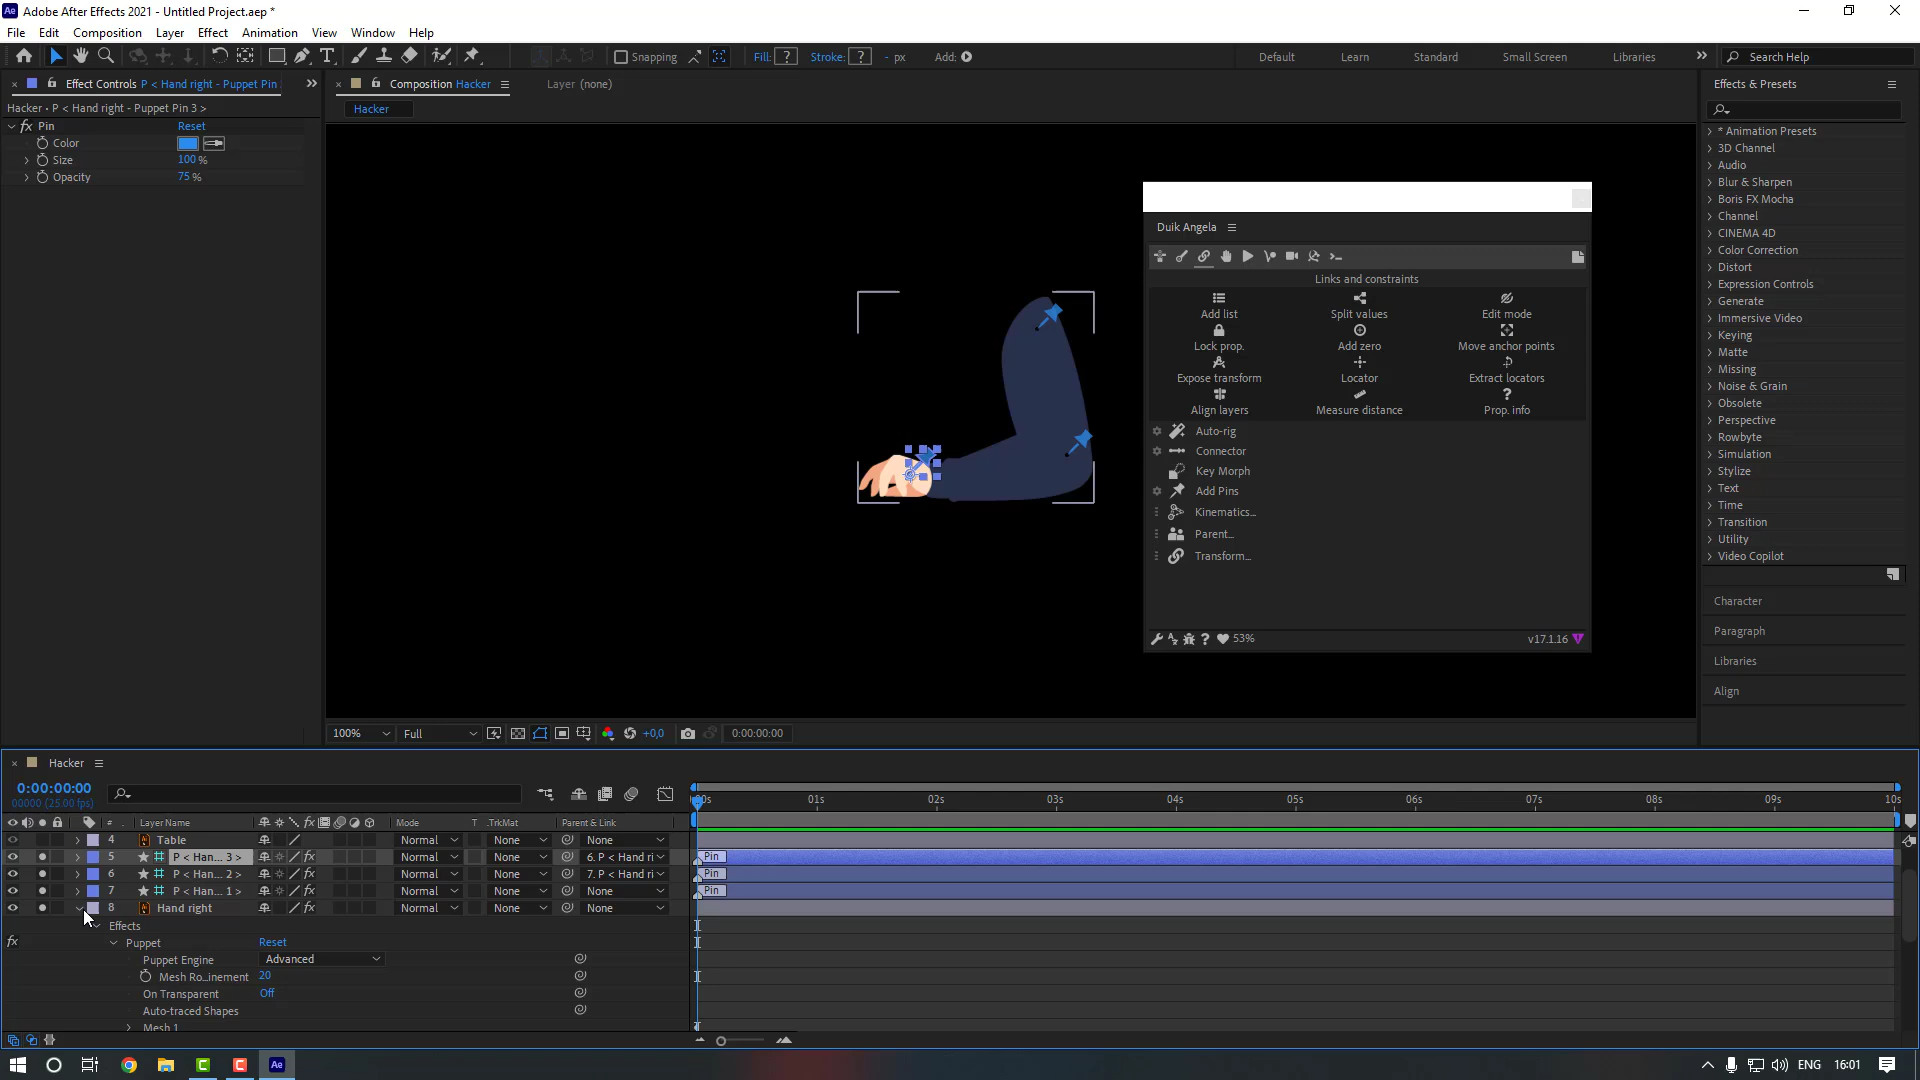 Ae Adobe After Effects 2021 - Untitled Project.aep *
File Edit Composition Layer Effect Animation View Window Help
Snapping Fill: ? Stroke: ? - px Add: Default Learn Standard Small Screen Libraries Search Help
Effect Controls P < Hand right - Puppet Pin
Hacker • P < Hand right - Puppet Pin 3 >
fx Pin Reset
Color
Size 100 %
Opacity 75 %
Composition Hacker Layer (none)
Hacker
Duik Angela
Links and constraints
Add list Split values Edit mode
Lock prop. Add zero Move anchor points
Expose transform Locator Extract locators
Align layers Measure distance Prop. info
Auto-rig
Connector
Key Morph
Add Pins
Kinematics...
Parent...
Transform...
53% v17.1.16
Effects & Presets
* Animation Presets
3D Channel
Audio
Blur & Sharpen
Boris FX Mocha
Channel
CINEMA 4D
Color Correction
Distort
Expression Controls
Generate
Immersive Video
Keying
Matte
Missing
Noise & Grain
Obsolete
Perspective
Rowbyte
Simulation
Stylize
Text
Time
Transition
Utility
Video Copilot
Character
Paragraph
Libraries
Align
100% Full +0,0 0:00:00:00
Hacker
0:00:00:00
00000 (25.00 fps)
# Layer Name Mode T .TrkMat Parent & Link
:00s 01s 02s 03s 04s 05s 06s 07s 08s 09s 10s
4 Table Normal None None
5 P < Han... 3 > Normal None 6. P < Hand ri Pin
6 P < Han... 2 > Normal None 7. P < Hand ri Pin
7 P < Han... 1 > Normal None None Pin
8 Hand right Normal None None
Effects
fx Puppet Reset
Puppet Engine Advanced
Mesh Ro...inement 20
On Transparent Off
Auto-traced Shapes
Mesh 1
Ae ENG 16:01